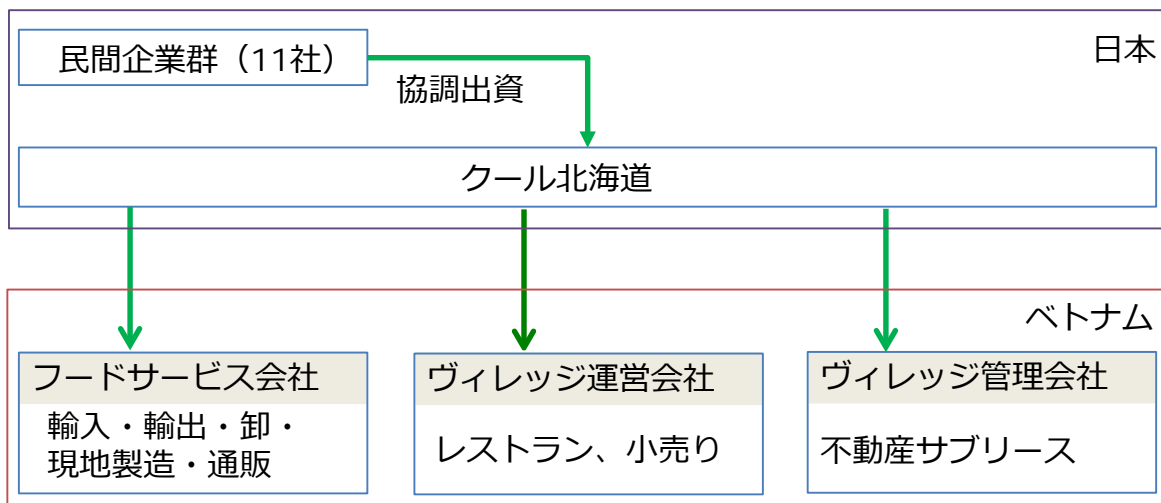 民間企業群（11社）
日本
協調出資
クール北海道
ベトナム
フードサービス会社
輸入・輸出・卸・
現地製造・通販
ヴィレッジ運営会社
レストラン、小売り
ヴィレッジ管理会社
不動産サブリース